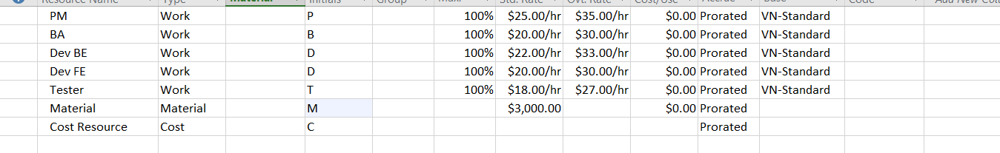 Resource Name Type Material Initials Group Max. Std. Rate Ovt. Rate Cost/Use Accrue Base Code Add New Col
PM Work P 100% $25.00/hr $35.00/hr $0.00 Prorated VN-Standard
BA Work B 100% $20.00/hr $30.00/hr $0.00 Prorated VN-Standard
Dev BE Work D 100% $22.00/hr $33.00/hr $0.00 Prorated VN-Standard
Dev FE Work D 100% $20.00/hr $30.00/hr $0.00 Prorated VN-Standard
Tester Work T 100% $18.00/hr $27.00/hr $0.00 Prorated VN-Standard
Material Material M $3,000.00 $0.00 Prorated
Cost Resource Cost C Prorated